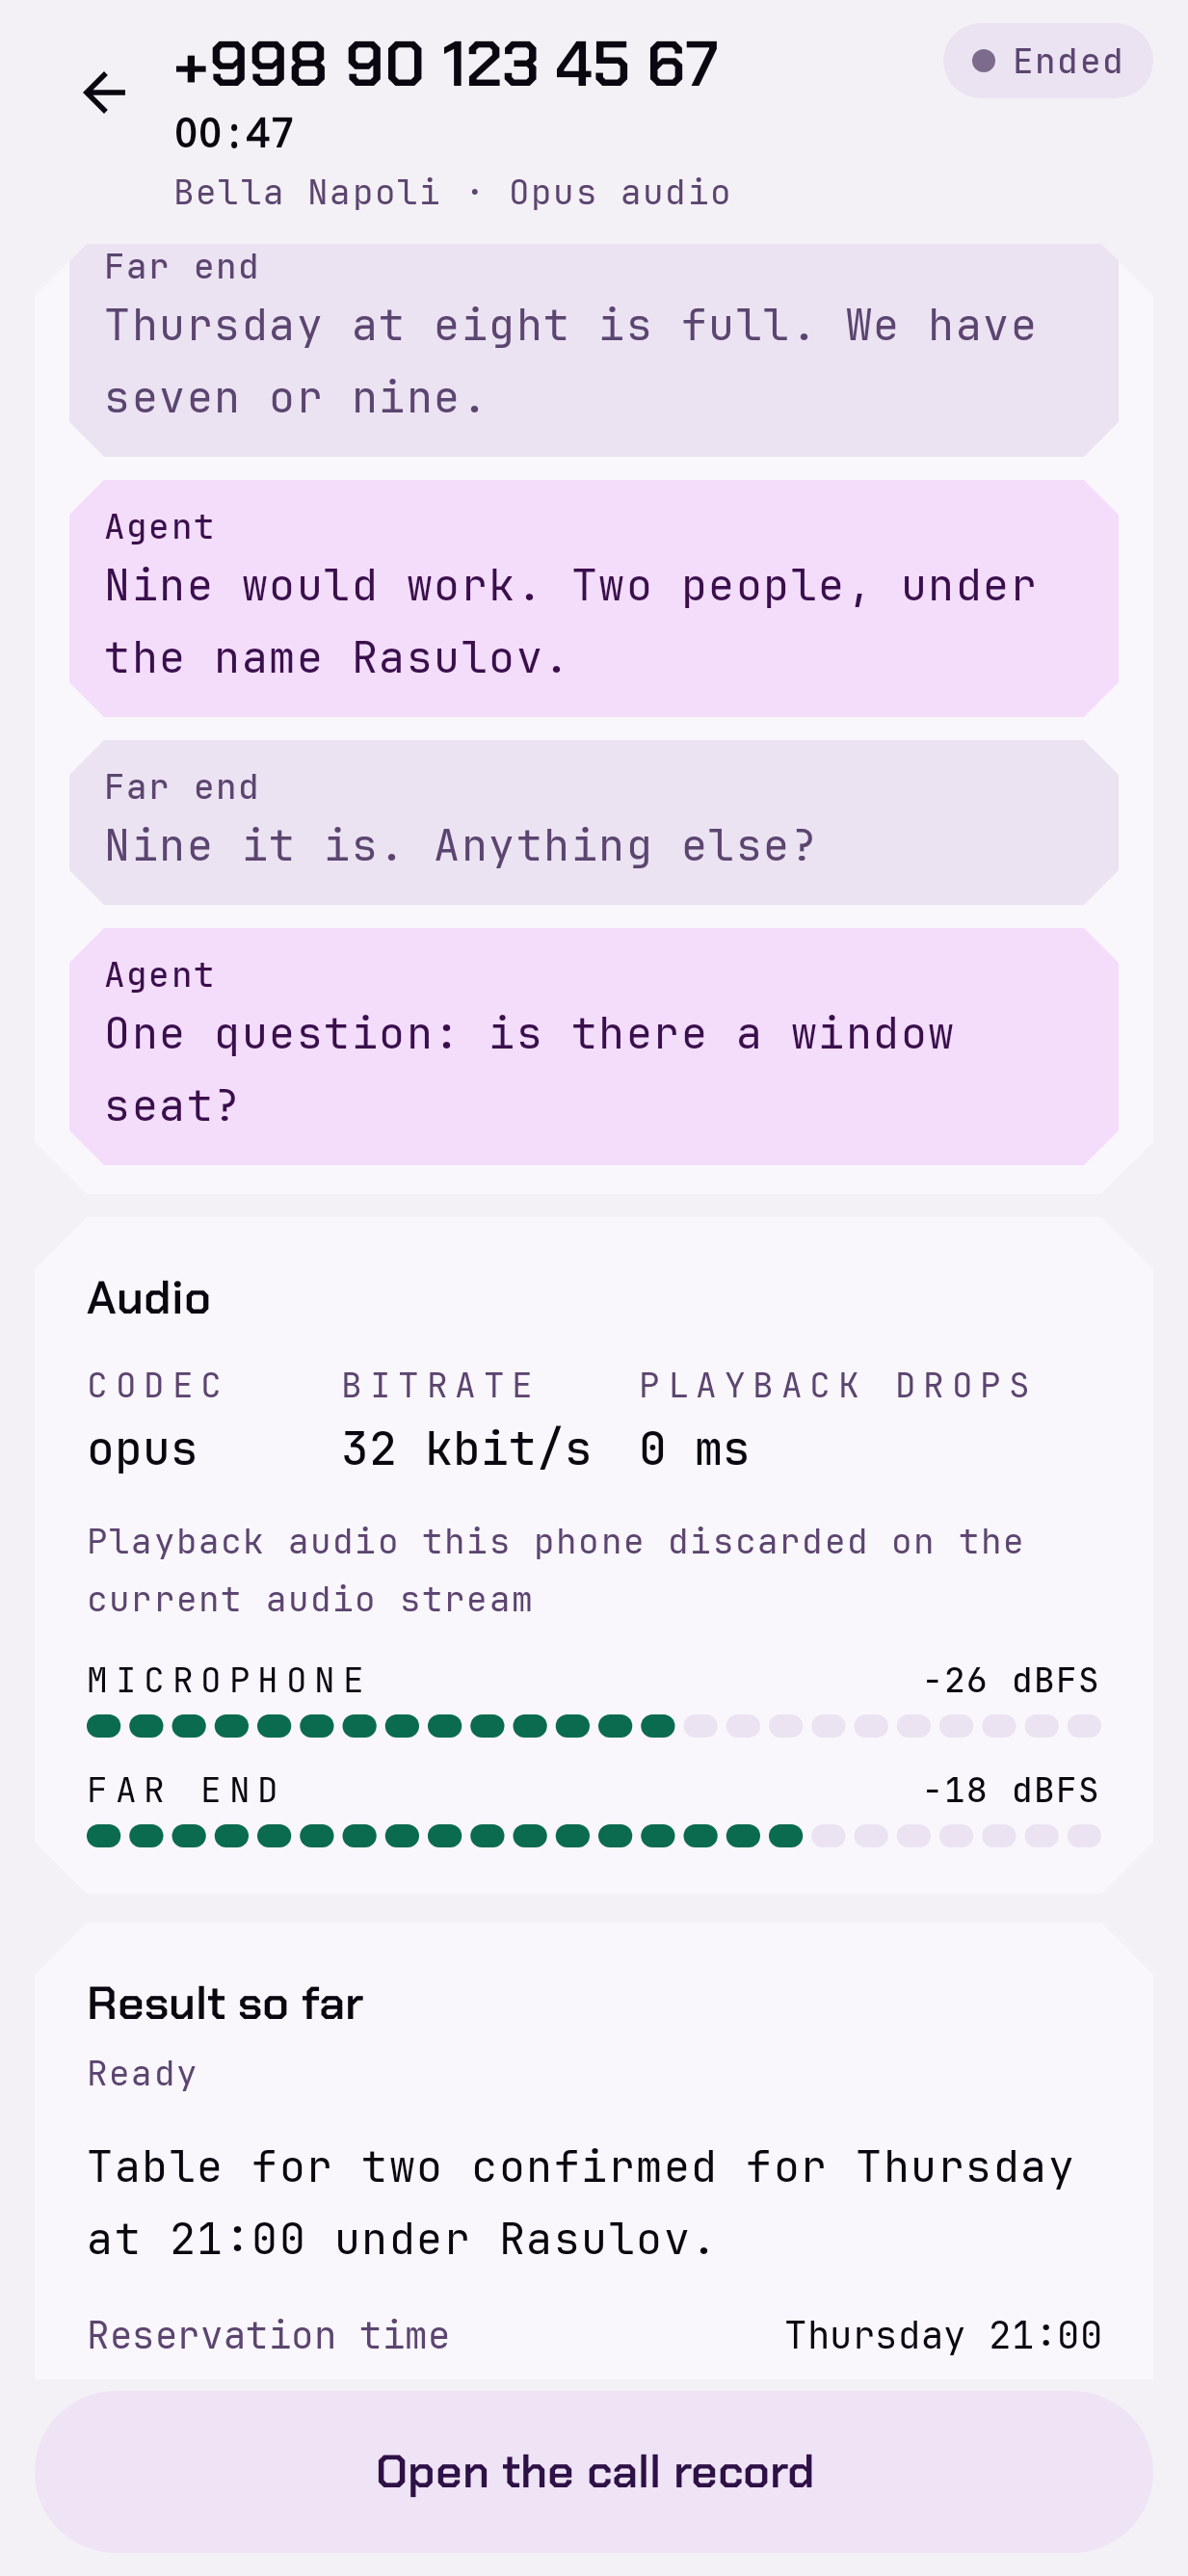 +998 90 123 45 67
Ended
00:47
Bella Napoli · Opus audio
Far end
Thursday at eight is full. We have
seven or nine.
Agent
Nine would work. Two people, under
the name Rasulov.
Far end
Nine it is. Anything else?
Agent
One question: is there a window
seat?
Audio
CODEC BITRATE PLAYBACK DROPS
opus 32 kbit/s 0 ms
Playback audio this phone discarded on the
current audio stream
MICROPHONE -26 dBFS
FAR END -18 dBFS
Result so far
Ready
Table for two confirmed for Thursday
at 21:00 under Rasulov.
Reservation time Thursday 21:00
Open the call record